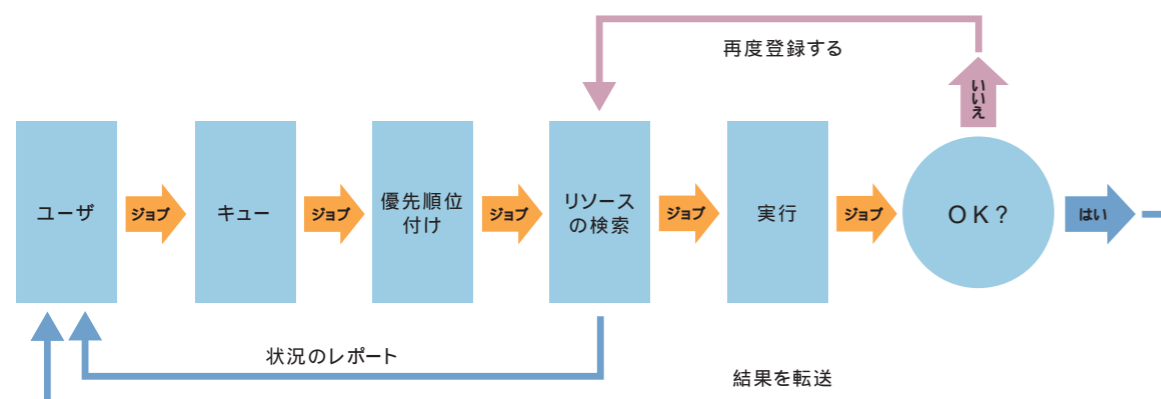 再度登録する
いいえ
ユーザ
ジョブ
キュー
ジョブ
優先順位
付け
ジョブ
リソース
の検索
ジョブ
実行
ジョブ
OK?
はい
状況のレポート
結果を転送